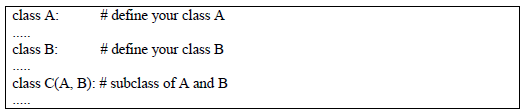 class A:        # define your class A
.....
class B:        # define your class B
.....
class C(A, B): # subclass of A and B
.....